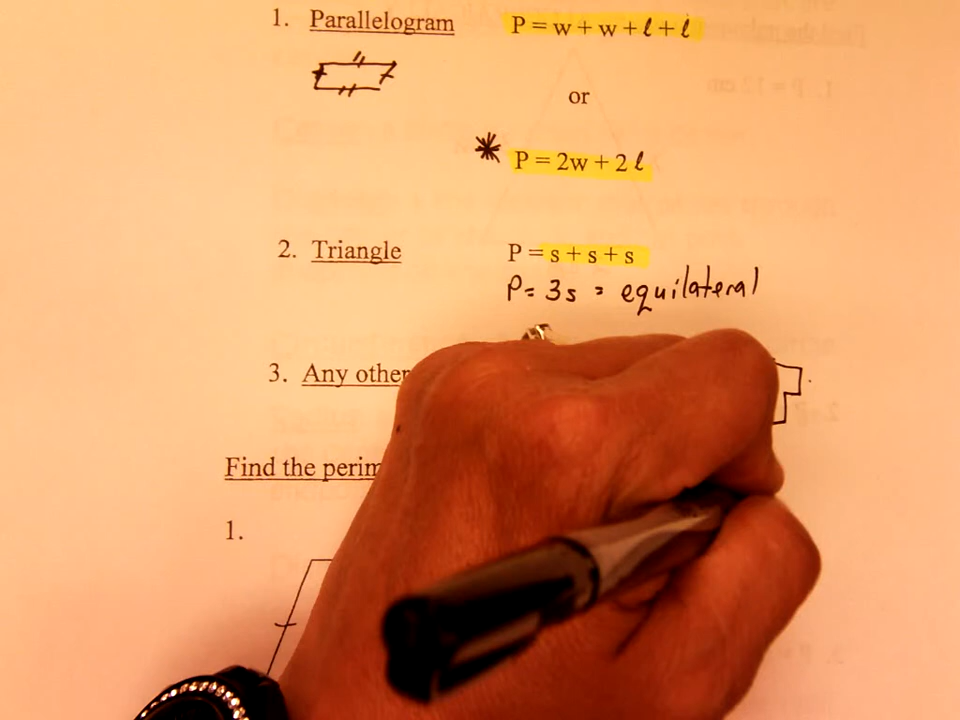 1. Parallelogram P = w + w + ℓ + ℓ
or
* P = 2w + 2ℓ
2. Triangle P = s + s + s
P = 3s = equilateral
3. Any other
Find the perim
1.